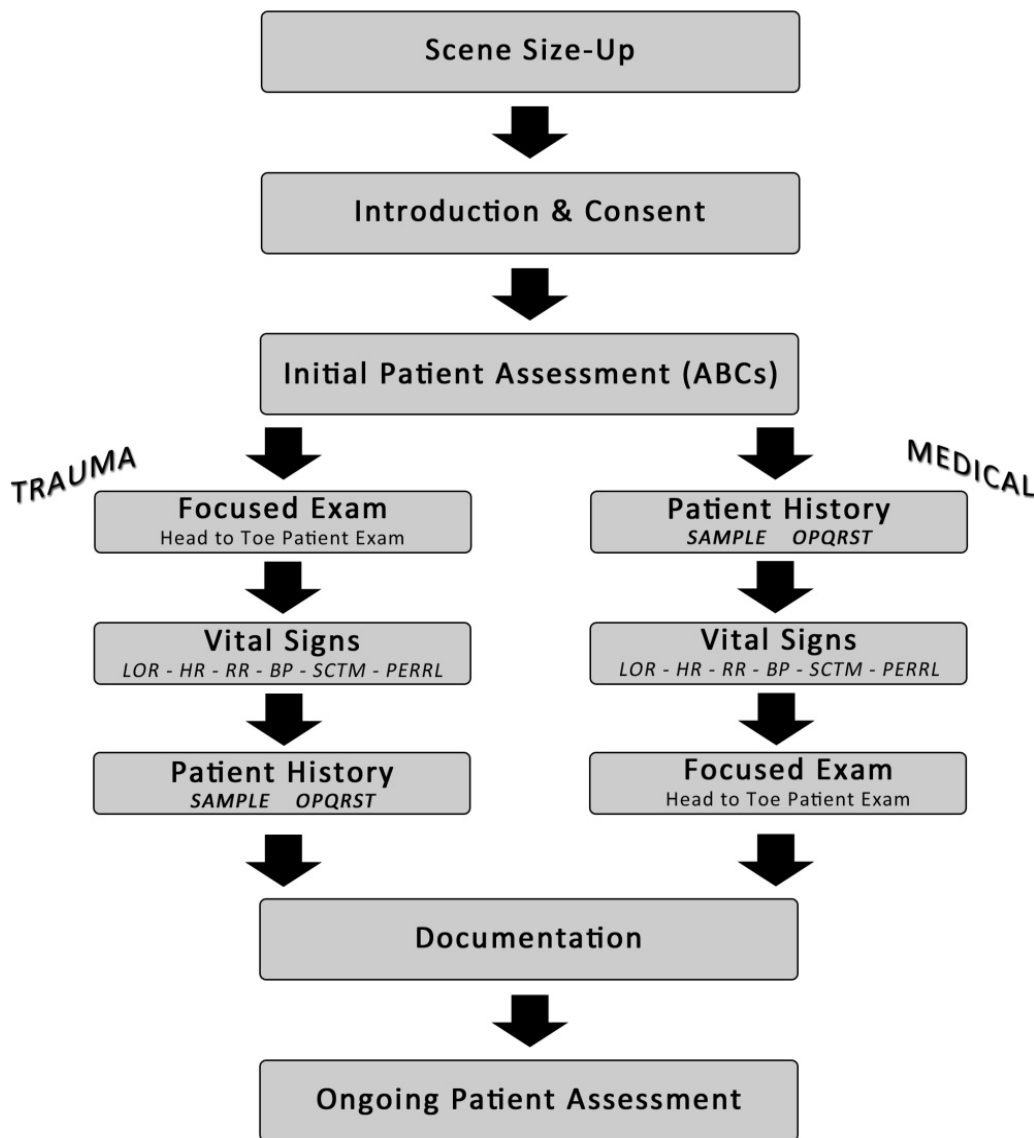 Scene Size-Up
Introduction & Consent
Initial Patient Assessment (ABCs)
TRAUMA
Focused Exam
Head to Toe Patient Exam
Vital Signs
LOR - HR - RR - BP - SCTM - PERRL
Patient History
SAMPLE OPQRST
MEDICAL
Patient History
SAMPLE OPQRST
Vital Signs
LOR - HR - RR - BP - SCTM - PERRL
Focused Exam
Head to Toe Patient Exam
Documentation
Ongoing Patient Assessment